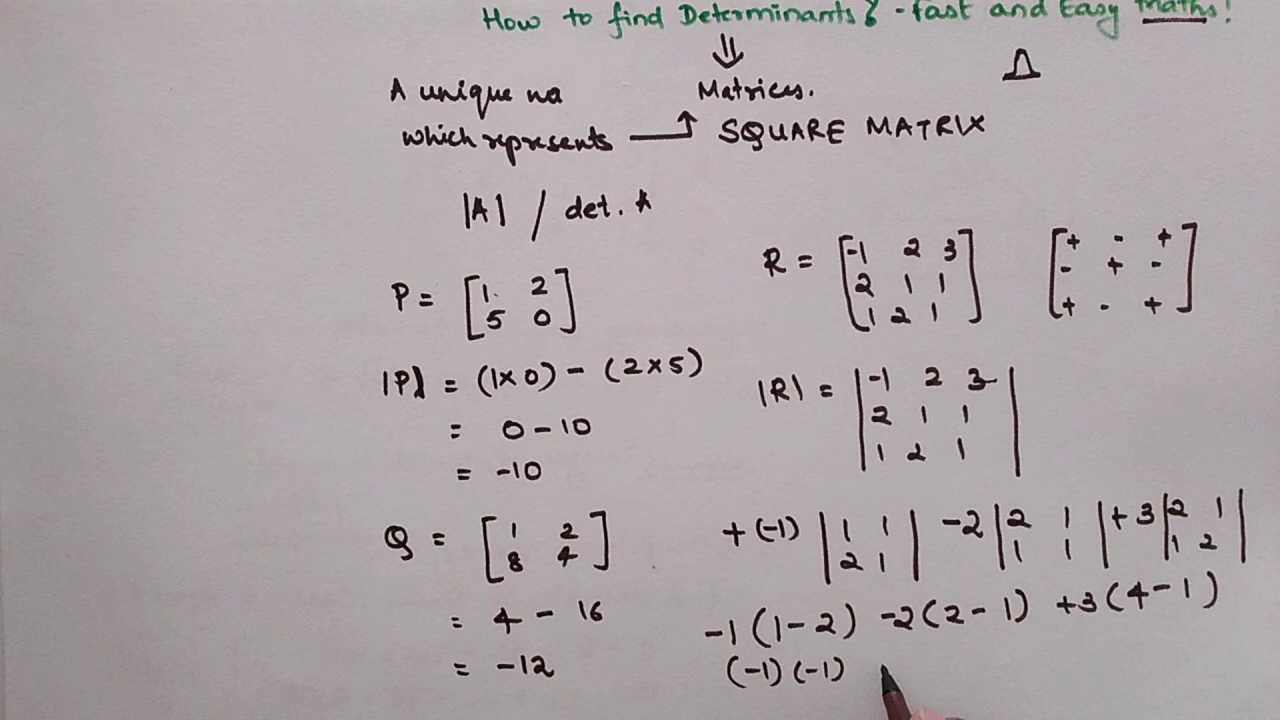 How to find Determinants? - Fast and Easy Maths!
⇓
A unique no Matrices. Δ
which represents → SQUARE MATRIX
|A| / det. A
P = [1 2
5 0]
|P| = (1×0) - (2×5)
= 0-10
= -10
Q = [1 2
8 4]
= 4 - 16
= -12
R = [-1 2 3
2 1 1
1 2 1]
[+ - +
- + -
+ - +]
|R| = |-1 2 3
2 1 1
1 2 1|
+(-1) |1 1 -2 |2 1 +3 |2 1
2 1| 1 1| 1 2|
-1(1-2) -2(2-1) +3(4-1)
(-1)(-1)